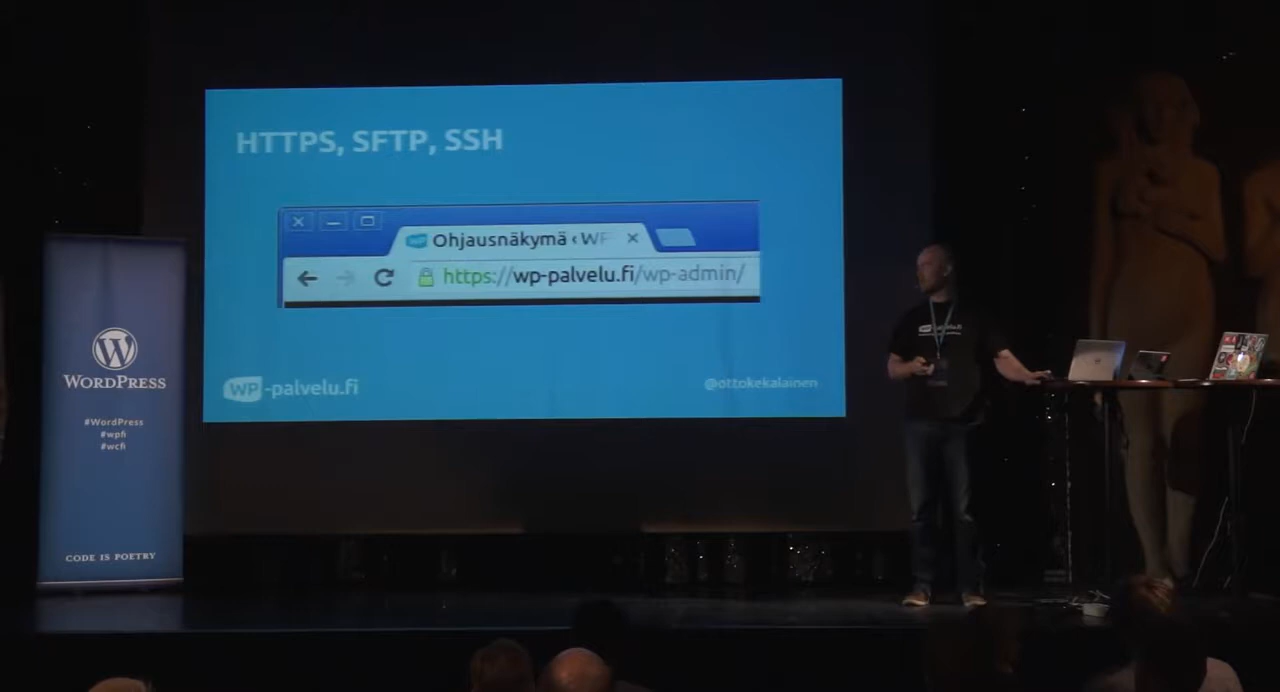 HTTPS, SFTP, SSH
Ohjausnäkymä ‹ WP
https://wp-palvelu.fi/wp-admin/
WP-palvelu.fi
@ottokekalainen
WORDPRESS
#WordPress
#wpfi
#wcfi
CODE IS POETRY